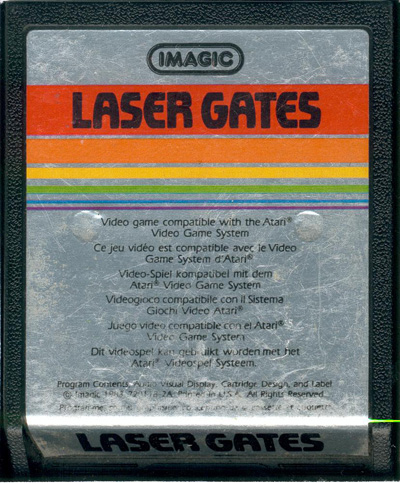 IMAGIC
LASER GATES
Video game compatible with the Atari®
Video Game System
Ce jeu vidéo est compatible avec le Video
Game System d'Atari®
Video-Spiel kompatibel mit dem
Atari® Video Game System
Videogioco compatibile con il Sistema
Giochi Video Atari®
Juego video compatible con el Atari®
Video Game System
Dit videospel kan gebruikt worden met het
Atari® Videospel Systeem.
Program Contents, Audio Visual Display, Cartridge Design, and Label
© Imagic Printed in U.S.A. All Rights Reserved
LASER GATES